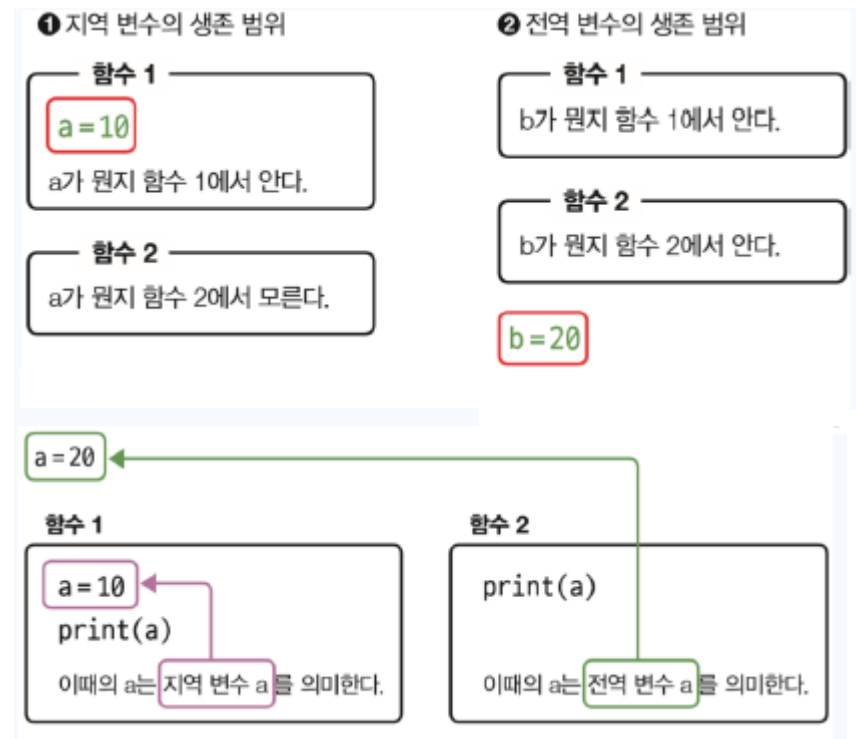 ❶ 지역 변수의 생존 범위
함수 1
a = 10
a가 뭔지 함수 1에서 안다.
함수 2
a가 뭔지 함수 2에서 모른다.
❷ 전역 변수의 생존 범위
함수 1
b가 뭔지 함수 1에서 안다.
함수 2
b가 뭔지 함수 2에서 안다.
b = 20
a = 20
함수 1
a = 10
print(a)
이때의 a는 지역 변수 a를 의미한다.
함수 2
print(a)
이때의 a는 전역 변수 a를 의미한다.